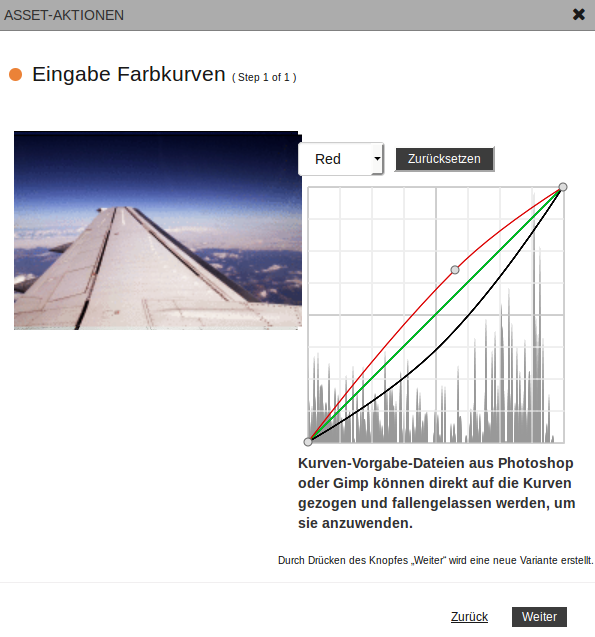 ASSET-AKTIONEN
Eingabe Farbkurven ( Step 1 of 1 )
Red
Zurücksetzen
Kurven-Vorgabe-Dateien aus Photoshop
oder Gimp können direkt auf die Kurven
gezogen und fallengelassen werden, um
sie anzuwenden.
Durch Drücken des Knopfes „Weiter“ wird eine neue Variante erstellt.
Zurück
Weiter